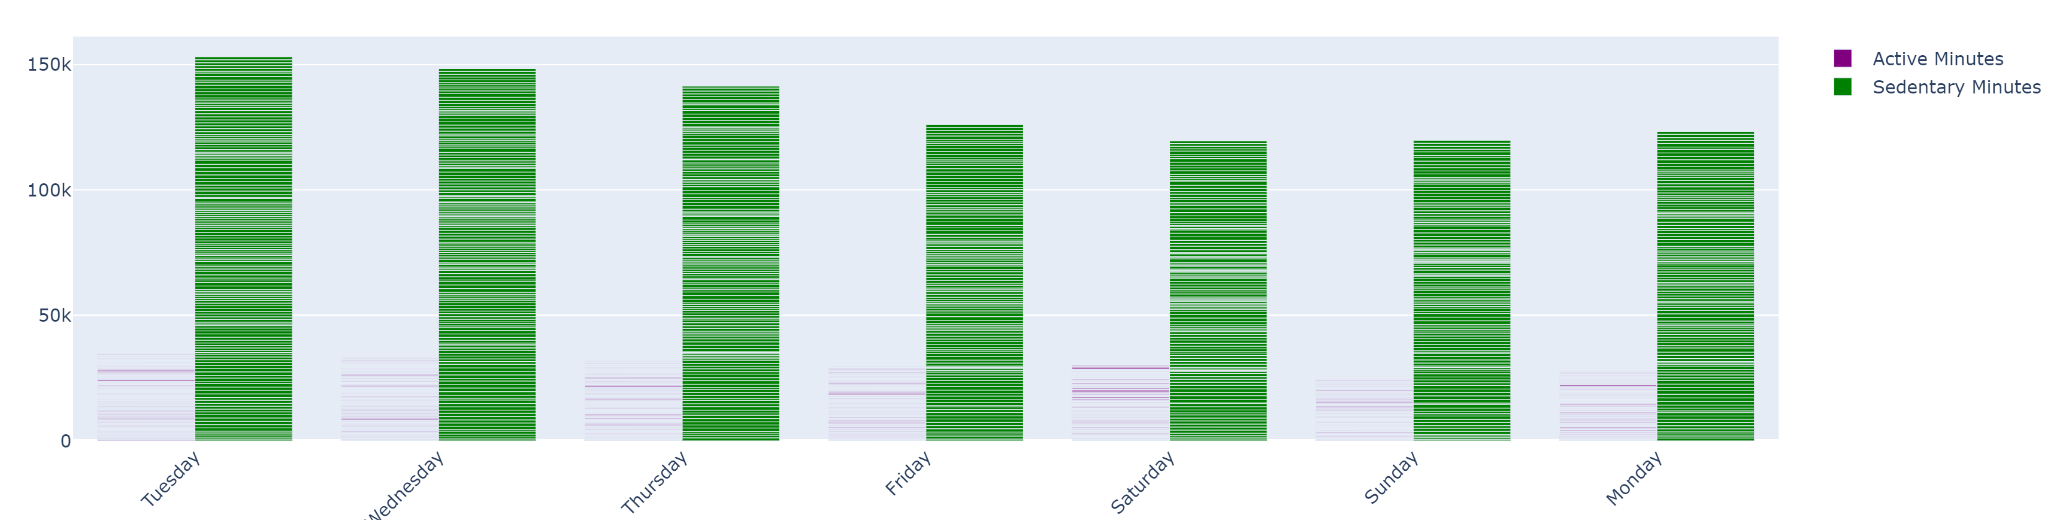 150k
100k
50k
0
Tuesday
Wednesday
Thursday
Friday
Saturday
Sunday
Monday
Active Minutes
Sedentary Minutes